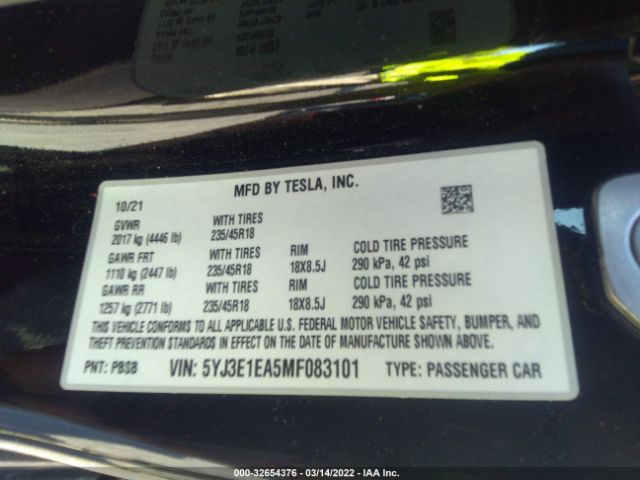 MFD BY TESLA, INC.
10/21
GVWR WITH TIRES
2017 kg (4446 lb) 235/45R18
GAWR FRT WITH TIRES RIM COLD TIRE PRESSURE
1110 kg (2447 lb) 235/45R18 18X8.5J 290 kPa, 42 psi
GAWR RR WITH TIRES RIM COLD TIRE PRESSURE
1257 kg (2771 lb) 235/45R18 18X8.5J 290 kPa, 42 psi
THIS VEHICLE CONFORMS TO ALL APPLICABLE U.S. FEDERAL MOTOR VEHICLE SAFETY, BUMPER, AND
THEFT PREVENTION STANDARDS IN EFFECT ON THE DATE OF MANUFACTURE SHOWN ABOVE.
PNT: PBSB VIN: 5YJ3E1EA5MF083101 TYPE: PASSENGER CAR
000-32654376 - 03/14/2022 - IAA Inc.